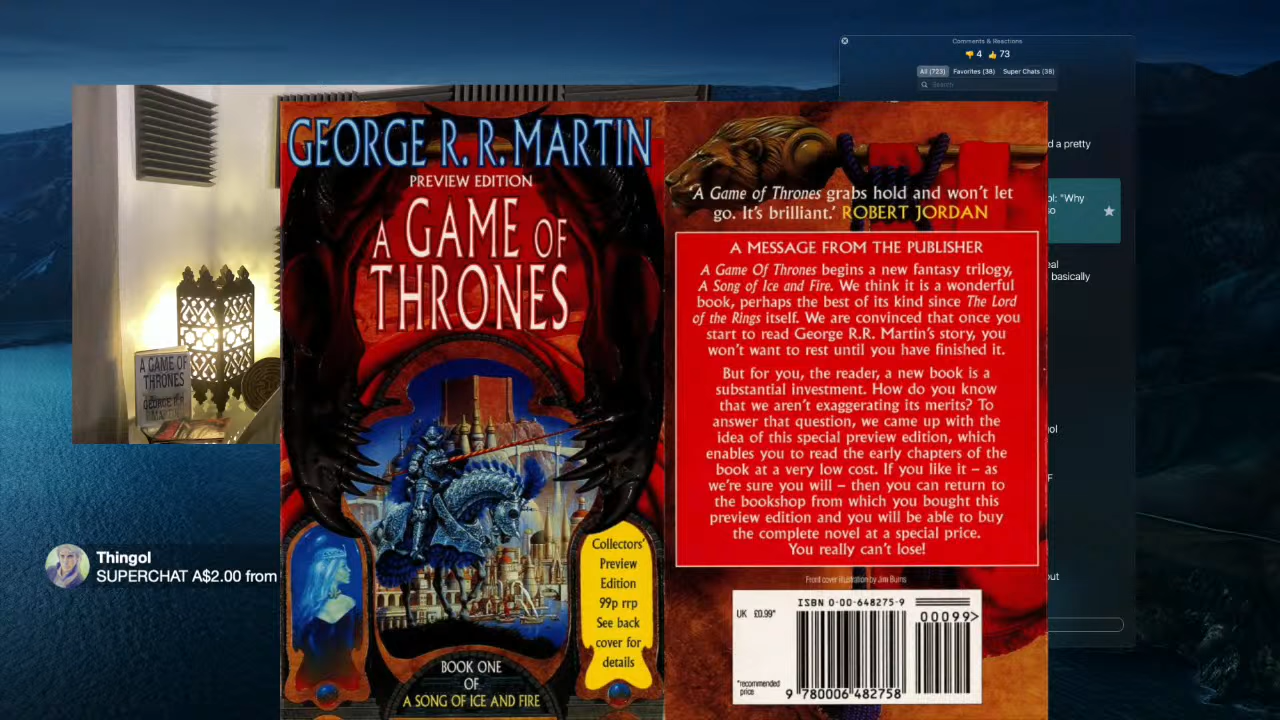 Comments & Reactions
👎 4 👍 73
All (723) Favorites (38) Super Chats (38)
Search
d a pretty
ol: "Why
io
eal
basically
gol
F
out
A GAME OF
THRONES
GEORGE R.R.
MARTIN
Thingol
SUPERCHAT A$2.00 from
GEORGE R. R. MARTIN
PREVIEW EDITION
A GAME OF
THRONES
Collectors'
Preview
Edition
99p rrp
See back
cover for
details
BOOK ONE
OF
A SONG OF ICE AND FIRE
'A Game of Thrones grabs hold and won't let
go. It's brilliant.' ROBERT JORDAN
A MESSAGE FROM THE PUBLISHER
A Game Of Thrones begins a new fantasy trilogy,
A Song of Ice and Fire. We think it is a wonderful
book, perhaps the best of its kind since The Lord
of the Rings itself. We are convinced that once you
start to read George R.R. Martin's story, you
won't want to rest until you have finished it.
But for you, the reader, a new book is a
substantial investment. How do you know
that we aren't exaggerating its merits? To
answer that question, we came up with the
idea of this special preview edition, which
enables you to read the early chapters of the
book at a very low cost. If you like it – as
we're sure you will – then you can return to
the bookshop from which you bought this
preview edition and you will be able to buy
the complete novel at a special price.
You really can't lose!
Front cover illustration by Jim Burns
ISBN 0-00-648275-9
UK £0.99*
00099>
*recommended
price
9 780006 482758